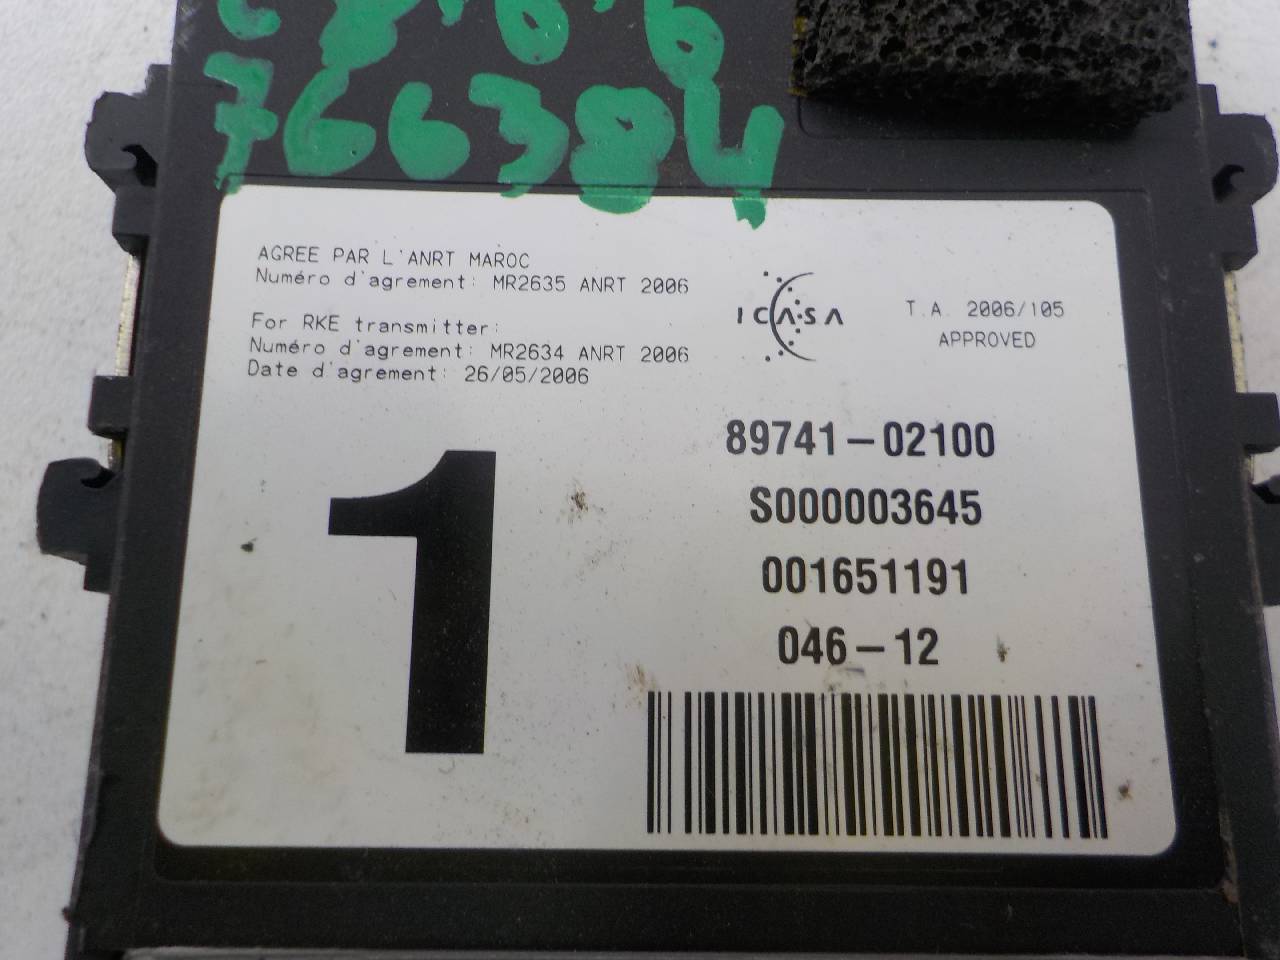 766384
AGREE PAR L'ANRT MAROC
Numéro d'agrement: MR2635 ANRT 2006
For RKE transmitter:
Numéro d'agrement: MR2634 ANRT 2006
Date d'agrement: 26/05/2006
ICASA
T.A. 2006/105
APPROVED
89741-02100
S000003645
001651191
046-12
1